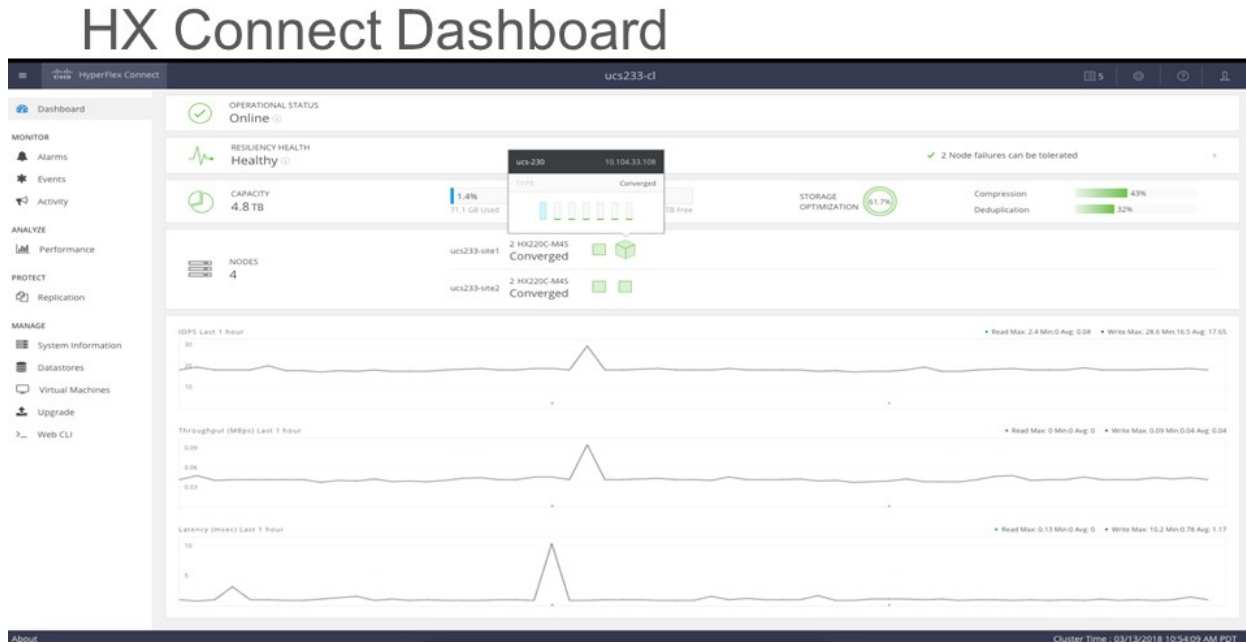 HX Connect Dashboard
CISCO HyperFlex Connect
ucs233-cl
5
Dashboard
MONITOR
Alarms
Events
Activity
ANALYZE
Performance
PROTECT
Replication
MANAGE
System Information
Datastores
Virtual Machines
Upgrade
>_ Web CLI
OPERATIONAL STATUS
Online
RESILIENCY HEALTH
Healthy
2 Node failures can be tolerated
ucs-230 10.104.33.108
TYPE Converged
CAPACITY
4.8 TB
1.4%
71.1 GB Used
TB Free
STORAGE
OPTIMIZATION
61.7%
Compression 43%
Deduplication 32%
NODES
4
ucs233-site1
2 HX220C-M4S
Converged
ucs233-site2
2 HX220C-M4S
Converged
IOPS Last 1 hour
Read Max: 2.4 Min:0 Avg: 0.08 Write Max: 28.6 Min:16.5 Avg: 17.65
30
20
10
Throughput (MBps) Last 1 hour
Read Max: 0 Min:0 Avg: 0 Write Max: 0.09 Min:0.04 Avg: 0.04
0.09
0.06
0.03
Latency (msec) Last 1 hour
Read Max: 0.13 Min:0 Avg: 0 Write Max: 10.2 Min:0.78 Avg: 1.17
10
5
About
Cluster Time : 03/13/2018 10:54:09 AM PDT